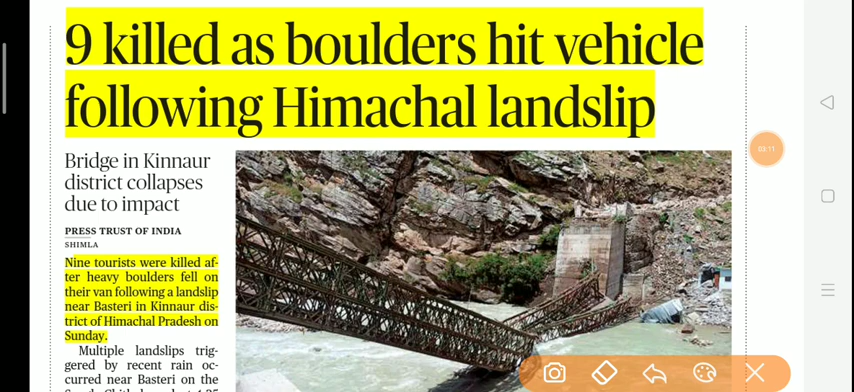 9 killed as boulders hit vehicle
following Himachal landslip
Bridge in Kinnaur
district collapses
due to impact
PRESS TRUST OF INDIA
SHIMLA
Nine tourists were killed af-
ter heavy boulders fell on
their van following a landslip
near Basteri in Kinnaur dis-
trict of Himachal Pradesh on
Sunday.
Multiple landslips trig-
gered by recent rain oc-
curred near Basteri on the
03:11